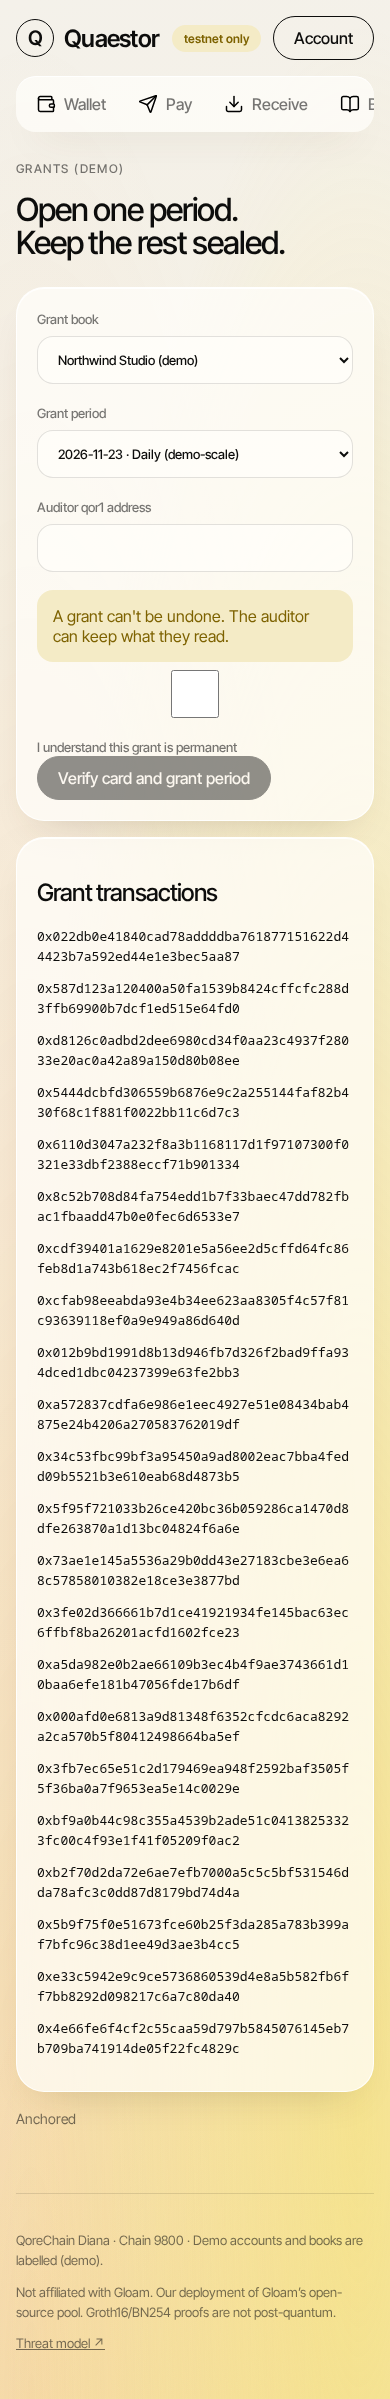 Q Quaestor testnet only Account
Wallet Pay Receive
GRANTS (DEMO)
Open one period.
Keep the rest sealed.
Grant book
Northwind Studio (demo)
Grant period
2026-11-23 · Daily (demo-scale)
Auditor qor1 address
A grant can't be undone. The auditor
can keep what they read.
I understand this grant is permanent
Verify card and grant period
Grant transactions
0x022db0e41840cad78addddba761877151622d4
4423b7a592ed44e1e3bec5aa87
0x587d123a120400a50fa1539b8424cffcfc288d
3ffb69900b7dcf1ed515e64fd0
0xd8126c0adbd2dee6980cd34f0aa23c4937f280
33e20ac0a42a89a150d80b08ee
0x5444dcbfd306559b6876e9c2a255144faf82b4
30f68c1f881f0022bb11c6d7c3
0x6110d3047a232f8a3b1168117d1f97107300f0
321e33dbf2388eccf71b901334
0x8c52b708d84fa754edd1b7f33baec47dd782fb
ac1fbaadd47b0e0fec6d6533e7
0xcdf39401a1629e8201e5a56ee2d5cffd64fc86
feb8d1a743b618ec2f7456fcac
0xcfab98eeabda93e4b34ee623aa8305f4c57f81
c93639118ef0a9e949a86d640d
0x012b9bd1991d8b13d946fb7d326f2bad9ffa93
4dced1dbc04237399e63fe2bb3
0xa572837cdfa6e986e1eec4927e51e08434bab4
875e24b4206a270583762019df
0x34c53fbc99bf3a95450a9ad8002eac7bba4fed
d09b5521b3e610eab68d4873b5
0x5f95f721033b26ce420bc36b059286ca1470d8
dfe263870a1d13bc04824f6a6e
0x73ae1e145a5536a29b0dd43e27183cbe3e6ea6
8c57858010382e18ce3e3877bd
0x3fe02d366661b7d1ce41921934fe145bac63ec
6ffbf8ba26201acfd1602fce23
0xa5da982e0b2ae66109b3ec4b4f9ae3743661d1
0baa6efe181b47056fde17b6df
0x000afd0e6813a9d81348f6352cfcdc6aca8292
a2ca570b5f80412498664ba5ef
0x3fb7ec65e51c2d179469ea948f2592baf3505f
5f36ba0a7f9653ea5e14c0029e
0xbf9a0b44c98c355a4539b2ade51c0413825332
3fc00c4f93e1f41f05209f0ac2
0xb2f70d2da72e6ae7efb7000a5c5c5bf531546d
da78afc3c0dd87d8179bd74d4a
0x5b9f75f0e51673fce60b25f3da285a783b399a
f7bfc96c38d1ee49d3ae3b4cc5
0xe33c5942e9c9ce5736860539d4e8a5b582fb6f
f7bb8292d098217c6a7c80da40
0x4e66fe6f4cf2c55caa59d797b5845076145eb7
b709ba741914de05f22fc4829c
Anchored
QoreChain Diana · Chain 9800 · Demo accounts and books are
labelled (demo).
Not affiliated with Gloam. Our deployment of Gloam's open-
source pool. Groth16/BN254 proofs are not post-quantum.
Threat model ↗